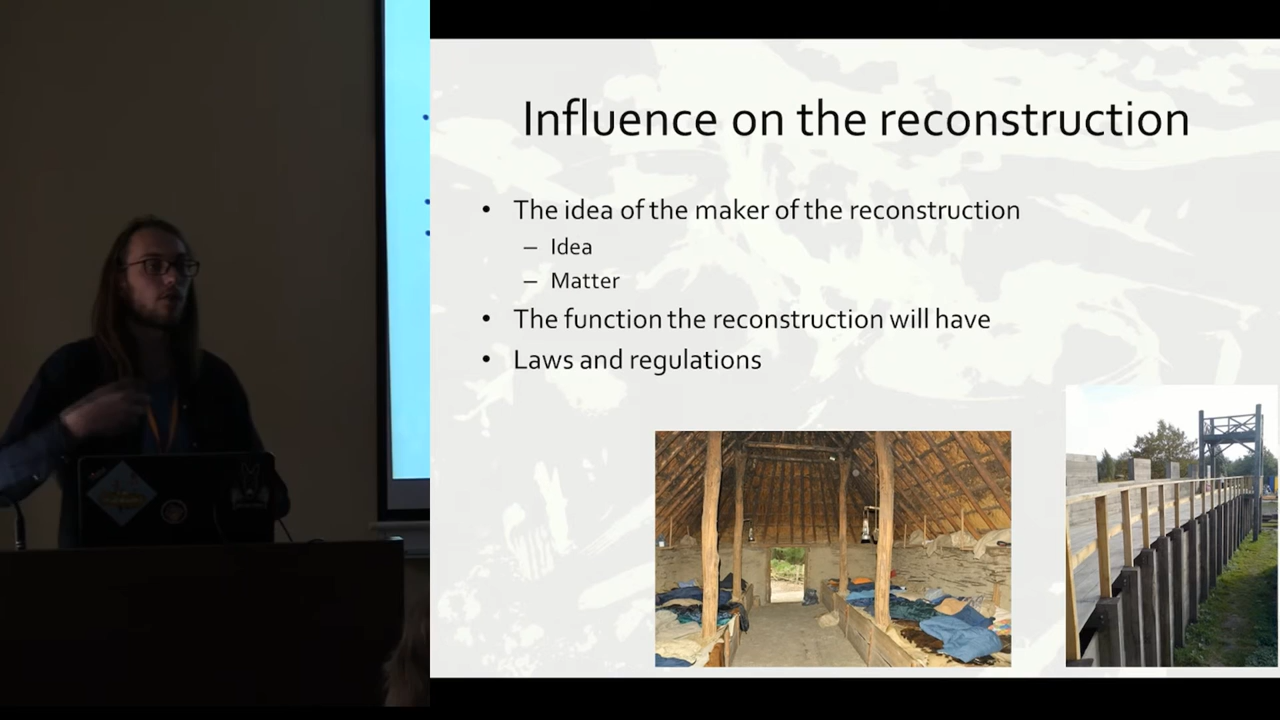 Influence on the reconstruction
• The idea of the maker of the reconstruction
– Idea
– Matter
• The function the reconstruction will have
• Laws and regulations